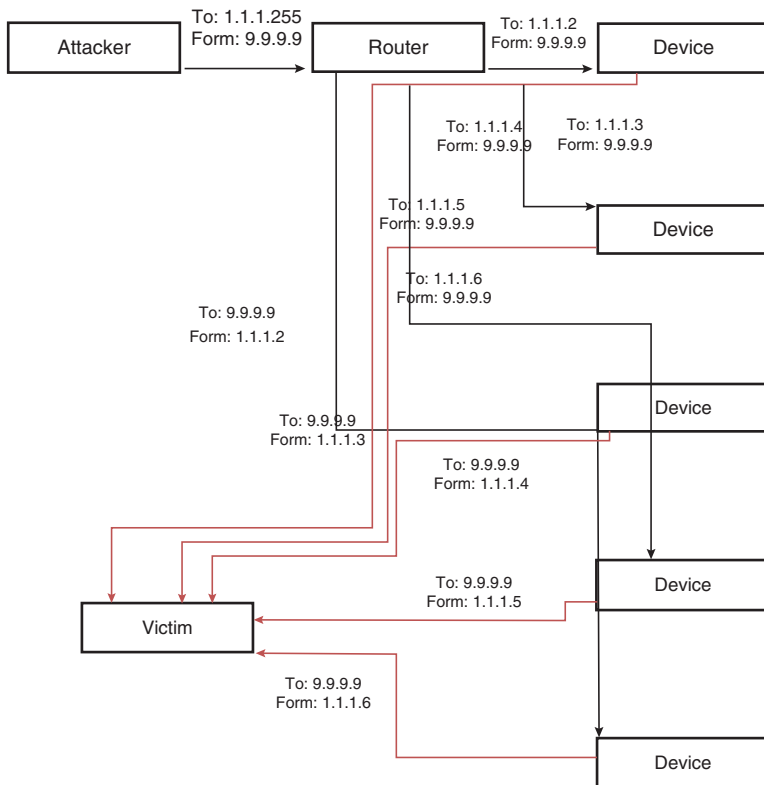 To: 1.1.1.255
Form: 9.9.9.9
Attacker
Router
To: 1.1.1.2
Form: 9.9.9.9
Device
To: 1.1.1.4
Form: 9.9.9.9
To: 1.1.1.3
Form: 9.9.9.9
To: 1.1.1.5
Form: 9.9.9.9
Device
To: 1.1.1.6
Form: 9.9.9.9
To: 9.9.9.9
Form: 1.1.1.2
Device
To: 9.9.9.9
Form: 1.1.1.3
To: 9.9.9.9
Form: 1.1.1.4
To: 9.9.9.9
Form: 1.1.1.5
Device
Victim
To: 9.9.9.9
Form: 1.1.1.6
Device